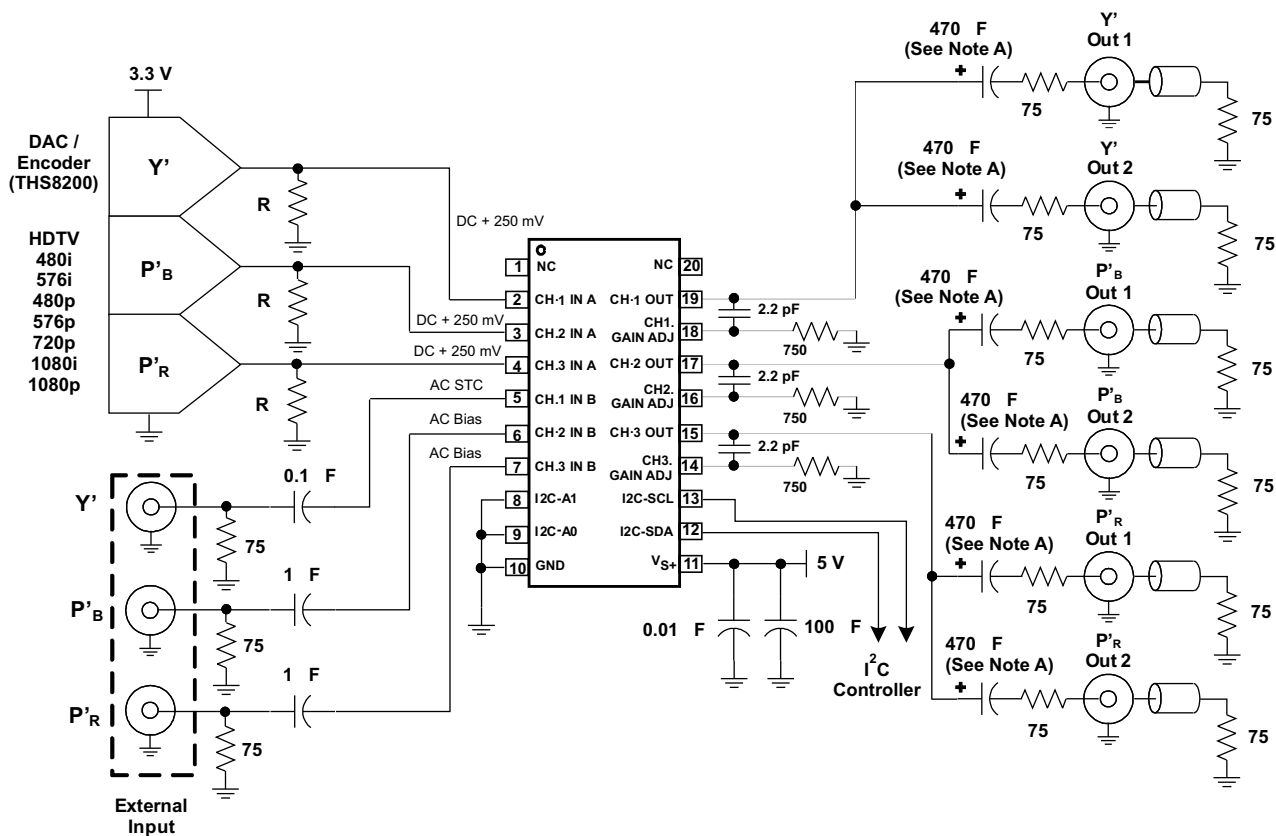 3.3 V
DAC /
Encoder
(THS8200)
HDTV
480i
576i
480p
576p
720p
1080i
1080p
Y'
P'B
P'R
R
R
R
DC + 250 mV
DC + 250 mV
DC + 250 mV
AC STC
AC Bias
AC Bias
Y'
P'B
P'R
75
75
75
0.1 F
1 F
1 F
External
Input
1 NC
2 CH·1 IN A
3 CH.2 IN A
4 CH.3 IN A
5 CH.1 IN B
6 CH·2 IN B
7 CH.3 IN B
8 I2C-A1
9 I2C-A0
10 GND
NC 20
CH·1 OUT 19
CH1.
GAIN ADJ 18
CH·2 OUT 17
CH2.
GAIN ADJ 16
CH·3 OUT 15
CH3.
GAIN ADJ 14
I2C-SCL 13
I2C-SDA 12
VS+ 11
2.2 pF
750
2.2 pF
750
2.2 pF
750
5 V
0.01 F
100 F
I2C
Controller
470 F
(See Note A)
+
75
Y'
Out 1
75
470 F
(See Note A)
+
75
Y'
Out 2
75
470 F
(See Note A)
+
75
P'B
Out 1
75
470 F
(See Note A)
+
75
P'B
Out 2
75
470 F
(See Note A)
+
75
P'R
Out 1
75
470 F
(See Note A)
+
75
P'R
Out 2
75